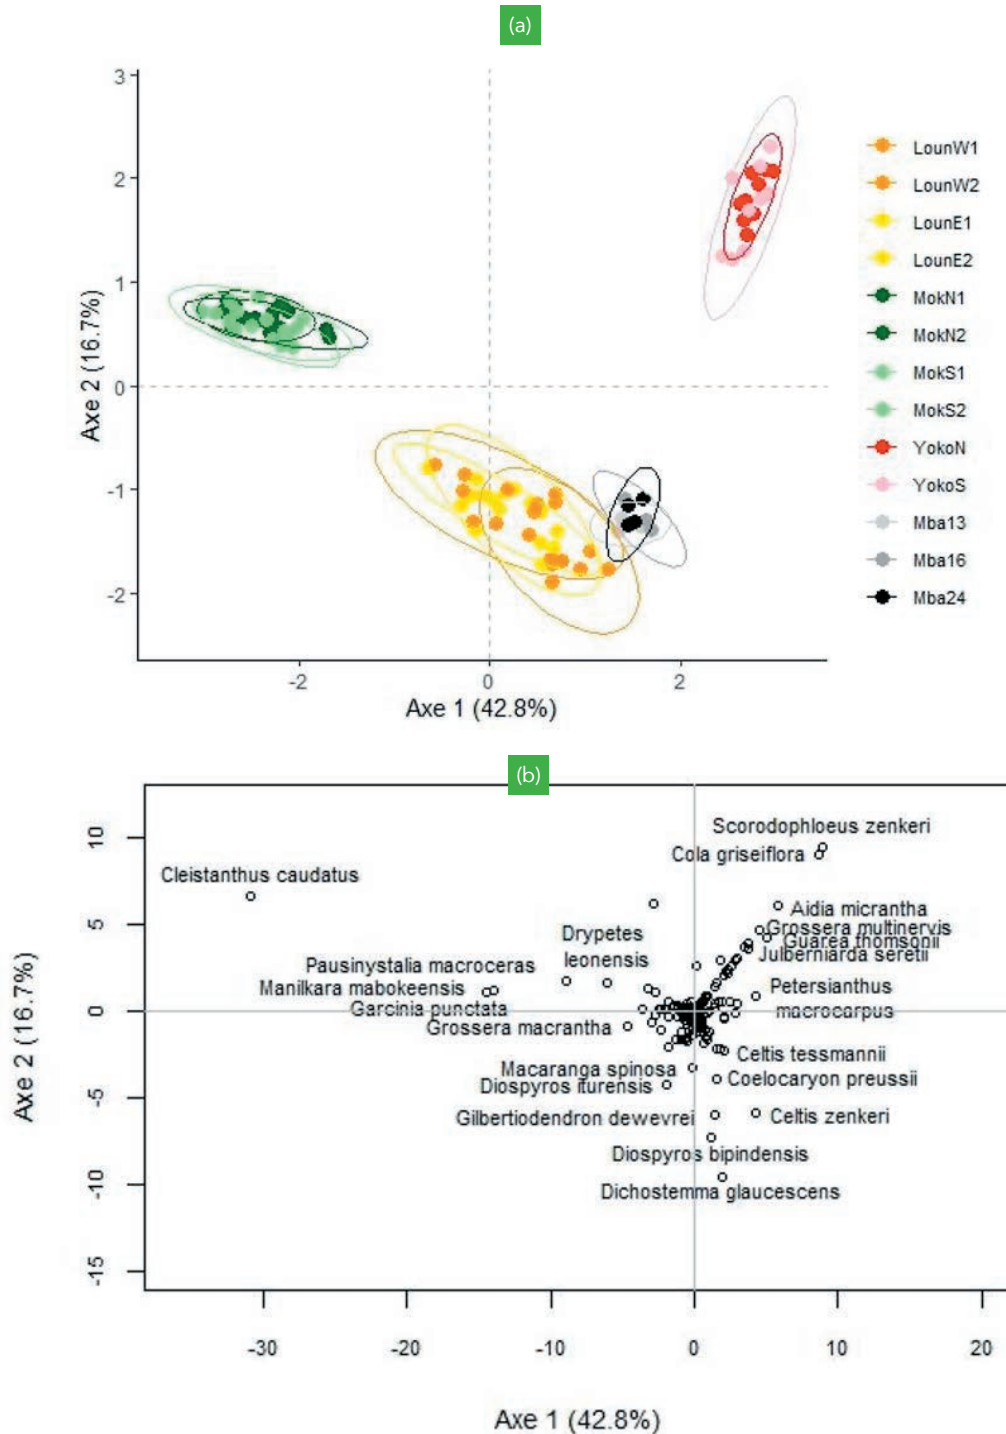 (a)
3
2
1
0
-1
-2
Axe 2 (16.7%)
-2
0
2
Axe 1 (42.8%)
LounW1
LounW2
LounE1
LounE2
MokN1
MokN2
MokS1
MokS2
YokoN
YokoS
Mba13
Mba16
Mba24
(b)
10
5
0
-5
-10
-15
Axe 2 (16.7%)
Scorodophloeus zenkeri
Cola griseiflora
Cleistanthus caudatus
Aidia micrantha
Grossera multinervis
Drypetes
leonensis
Guarea thomsonii
Julberniarda seretii
Pausinystalia macroceras
Manilkara mabokeensis
Petersianthus
macrocarpus
Garcinia punctata
Grossera macrantha
Celtis tessmannii
Macaranga spinosa
Coelocaryon preussii
Diospyros iturensis
Gilbertiodendron dewevrei
Celtis zenkeri
Diospyros bipindensis
Dichostemma glaucescens
-30
-20
-10
0
10
20
Axe 1 (42.8%)